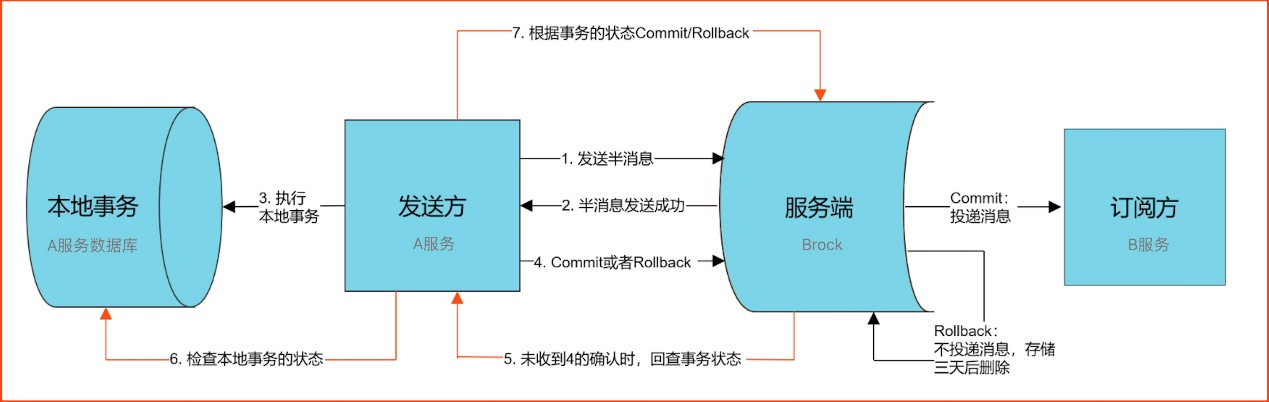 7. 根据事务的状态Commit/Rollback
1. 发送半消息
本地事务
A服务数据库
3. 执行
本地事务
发送方
A服务
2. 半消息发送成功
服务端
Brock
Commit：
投递消息
订阅方
B服务
4. Commit或者Rollback
Rollback：
不投递消息，存储
三天后删除
6. 检查本地事务的状态
5. 未收到4的确认时，回查事务状态